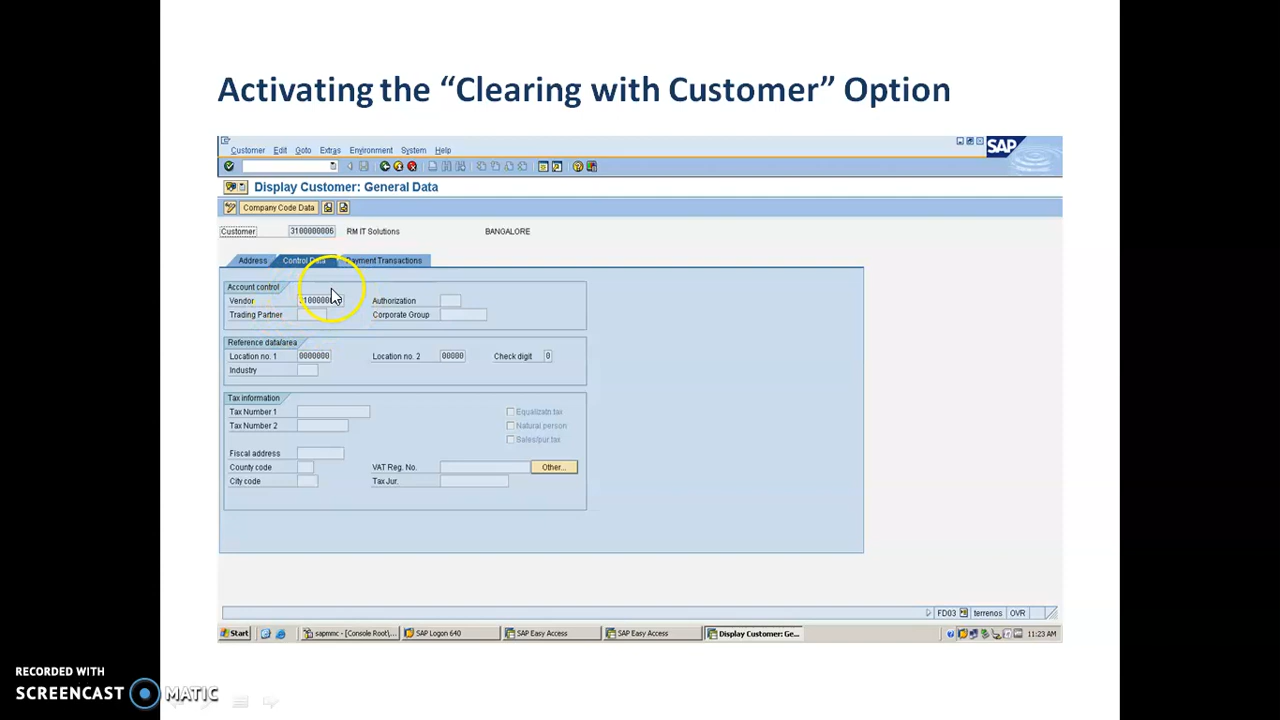 Activating the “Clearing with Customer” Option
Customer Edit Goto Extras Environment System Help
SAP
Display Customer: General Data
Company Code Data
Customer 3100000006 RM IT Solutions BANGALORE
Address Control Data Payment Transactions
Account control
Vendor Authorization
Trading Partner Corporate Group
Reference data/area
Location no. 1 0000000 Location no. 2 00000 Check digit 0
Industry
Tax information
Tax Number 1 Equalizatn tax
Tax Number 2 Natural person
Sales/pur.tax
Fiscal address
County code VAT Reg. No. Other...
City code Tax Jur.
FD03 terrenos OVR
Start sapmmc - [Console Root\... SAP Logon 640 SAP Easy Access SAP Easy Access Display Customer: Ge... 11:23 AM
RECORDED WITH
SCREENCAST MATIC